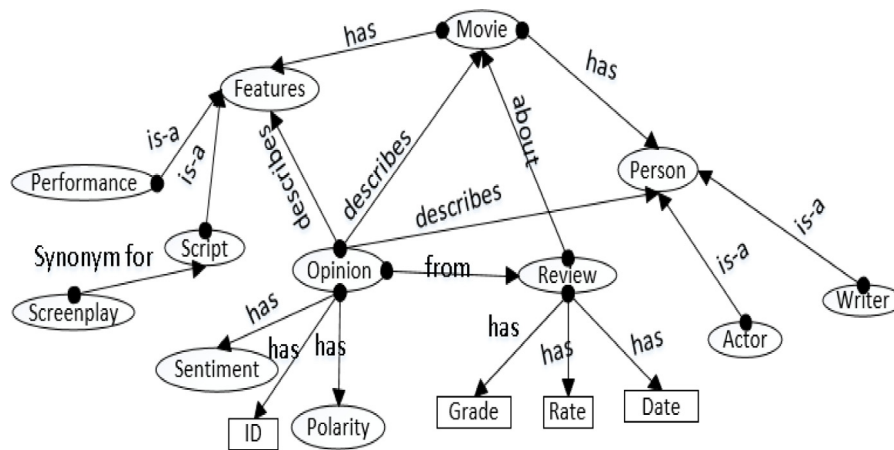 Movie
has
has
Features
is-a
is-a
describes
describes
about
Person
Performance
describes
is-a
Script
Synonym for
Opinion
from
Review
is-a
Writer
Screenplay
has
has
has
has
has
has
Actor
Sentiment
Grade
Rate
Date
ID
Polarity